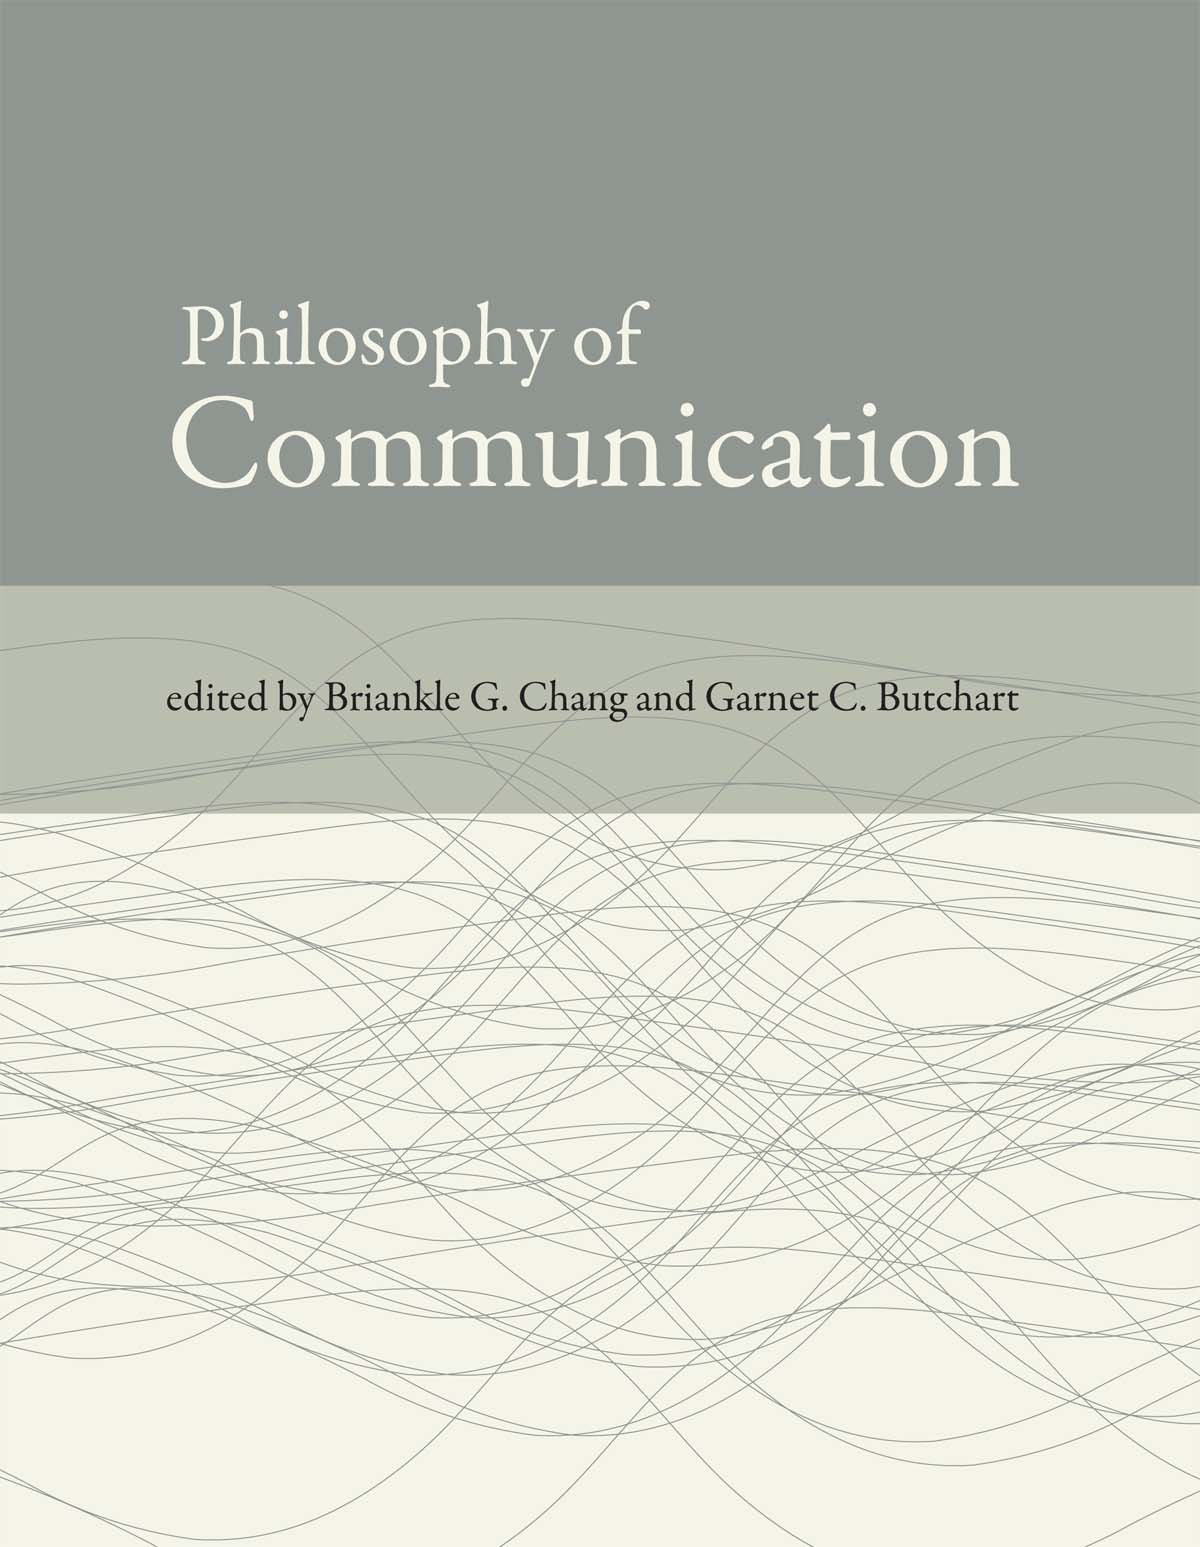 Philosophy of
Communication
edited by Briankle G. Chang and Garnet C. Butchart